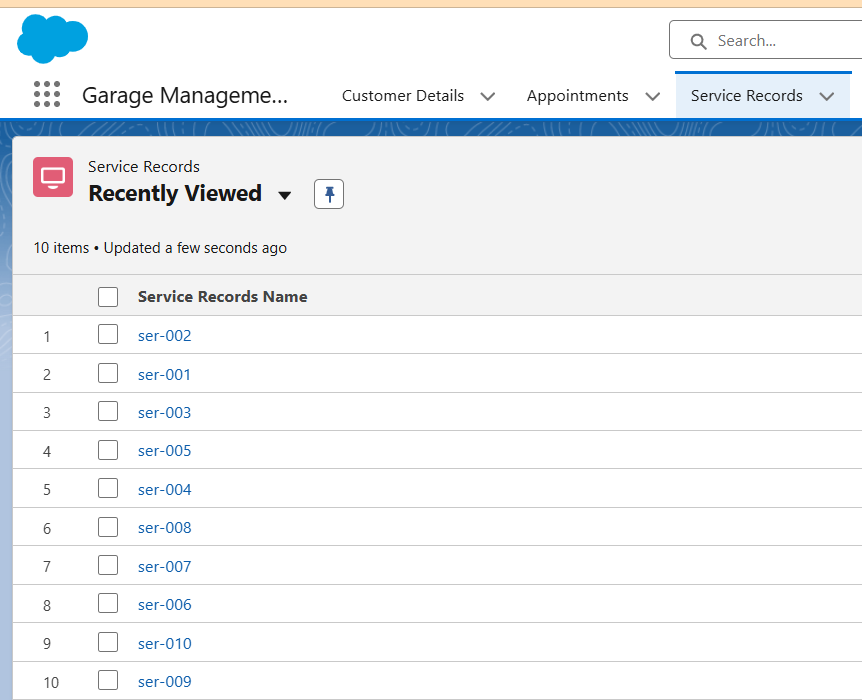 Search...
Garage Manageme...
Customer Details
Appointments
Service Records
Service Records
Recently Viewed
10 items • Updated a few seconds ago
Service Records Name
1 ser-002
2 ser-001
3 ser-003
4 ser-005
5 ser-004
6 ser-008
7 ser-007
8 ser-006
9 ser-010
10 ser-009